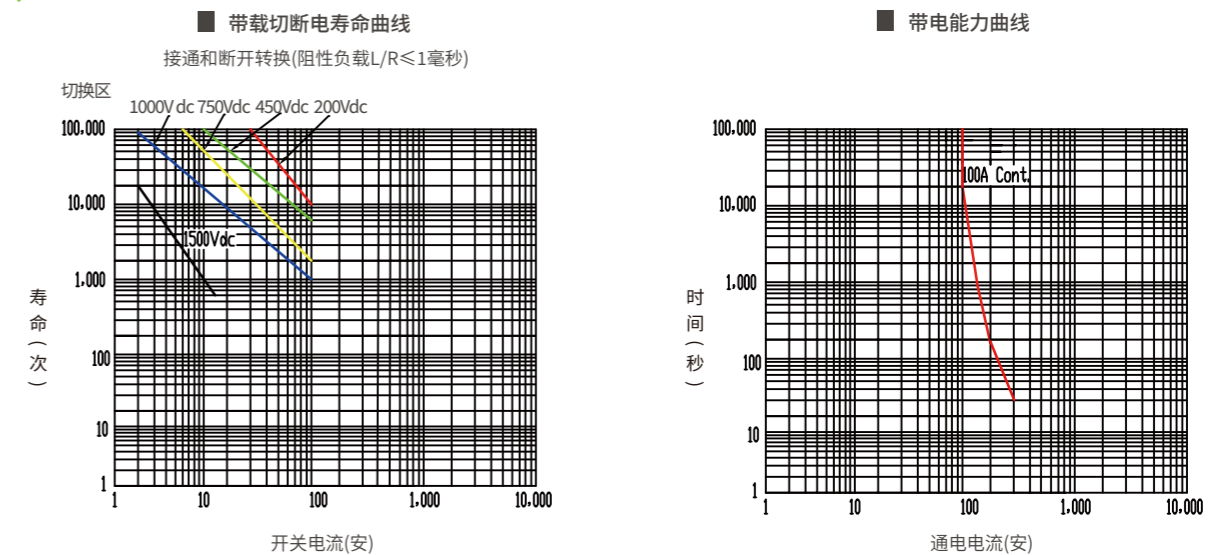 ■ 带载切断电寿命曲线
接通和断开转换(阻性负载L/R≤1毫秒)
切换区
1000Vdc 750Vdc 450Vdc 200Vdc
100,000
10,000
1,000
100
10
1
1500Vdc
寿命(次)
1 10 100 1,000 10,000
开关电流(安)
■ 带电能力曲线
100,000
10,000
1,000
100
10
1
100A Cont.
时间(秒)
1 10 100 1,000 10,000
通电电流(安)